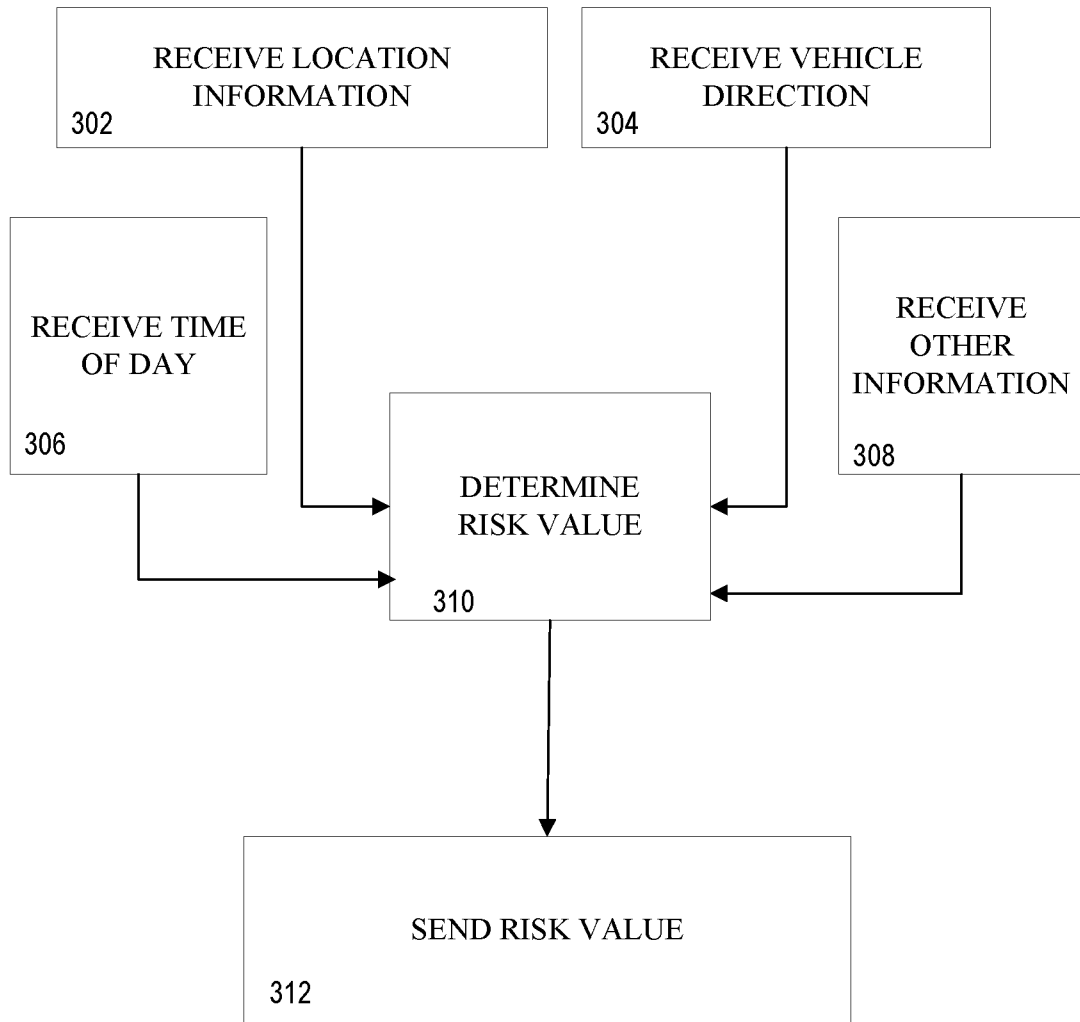 RECEIVE LOCATION
INFORMATION
302
RECEIVE VEHICLE
DIRECTION
304
RECEIVE TIME
OF DAY
306
RECEIVE
OTHER
INFORMATION
308
DETERMINE
RISK VALUE
310
SEND RISK VALUE
312